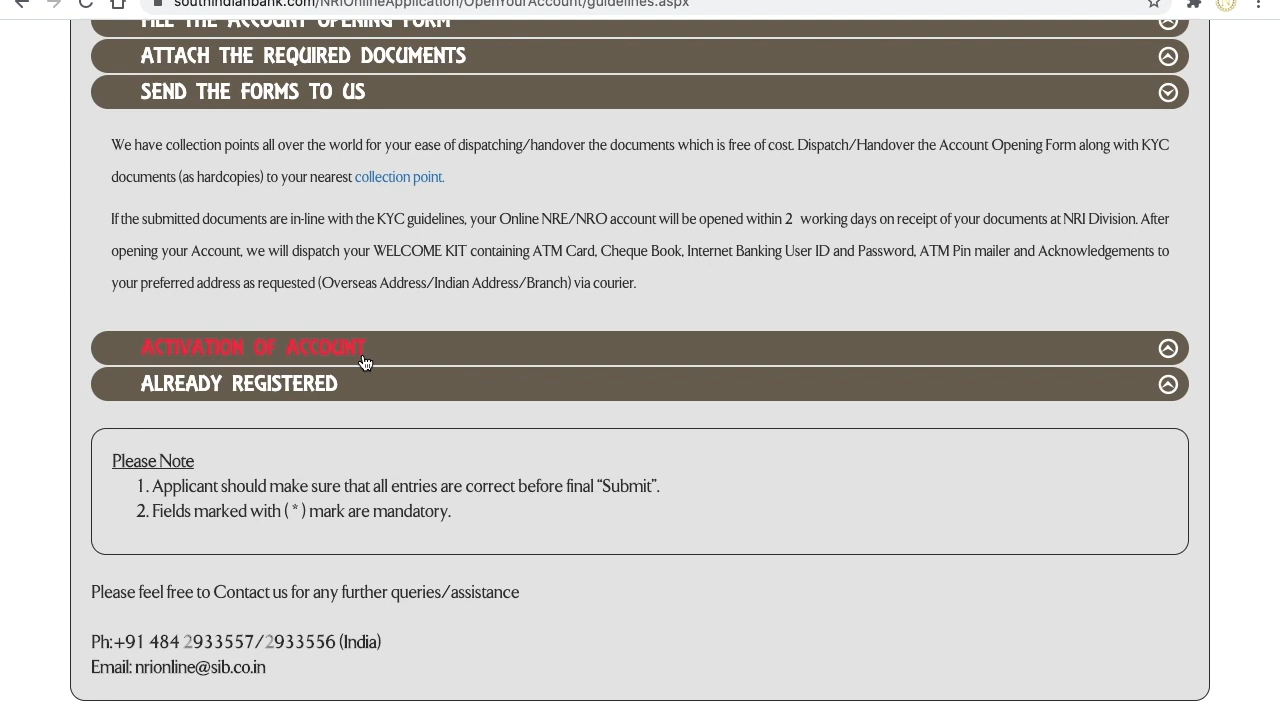 southindianbank.com/NRIOnlineApplication/OpenYourAccount/guidelines.aspx
FILL THE ACCOUNT OPENING FORM
ATTACH THE REQUIRED DOCUMENTS
SEND THE FORMS TO US
We have collection points all over the world for your ease of dispatching/handover the documents which is free of cost. Dispatch/Handover the Account Opening Form along with KYC
documents (as hardcopies) to your nearest collection point.
If the submitted documents are in-line with the KYC guidelines, your Online NRE/NRO account will be opened within 2 working days on receipt of your documents at NRI Division. After
opening your Account, we will dispatch your WELCOME KIT containing ATM Card, Cheque Book, Internet Banking User ID and Password, ATM Pin mailer and Acknowledgements to
your preferred address as requested (Overseas Address/Indian Address/Branch) via courier.
ACTIVATION OF ACCOUNT
ALREADY REGISTERED
Please Note
1. Applicant should make sure that all entries are correct before final “Submit”.
2. Fields marked with ( * ) mark are mandatory.
Please feel free to Contact us for any further queries/assistance
Ph:+91 484 2933557/2933556 (India)
Email: nrionline@sib.co.in